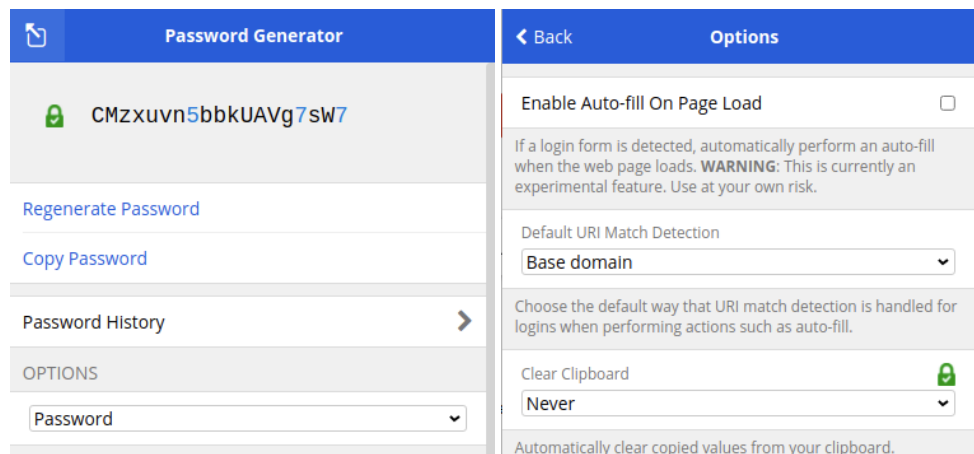 Password Generator
CMzxuvn5bbkUAVg7sW7
Regenerate Password
Copy Password
Password History
OPTIONS
Password
Back
Options
Enable Auto-fill On Page Load
If a login form is detected, automatically perform an auto-fill
when the web page loads. WARNING: This is currently an
experimental feature. Use at your own risk.
Default URI Match Detection
Base domain
Choose the default way that URI match detection is handled for
logins when performing actions such as auto-fill.
Clear Clipboard
Never
Automatically clear copied values from your clipboard.